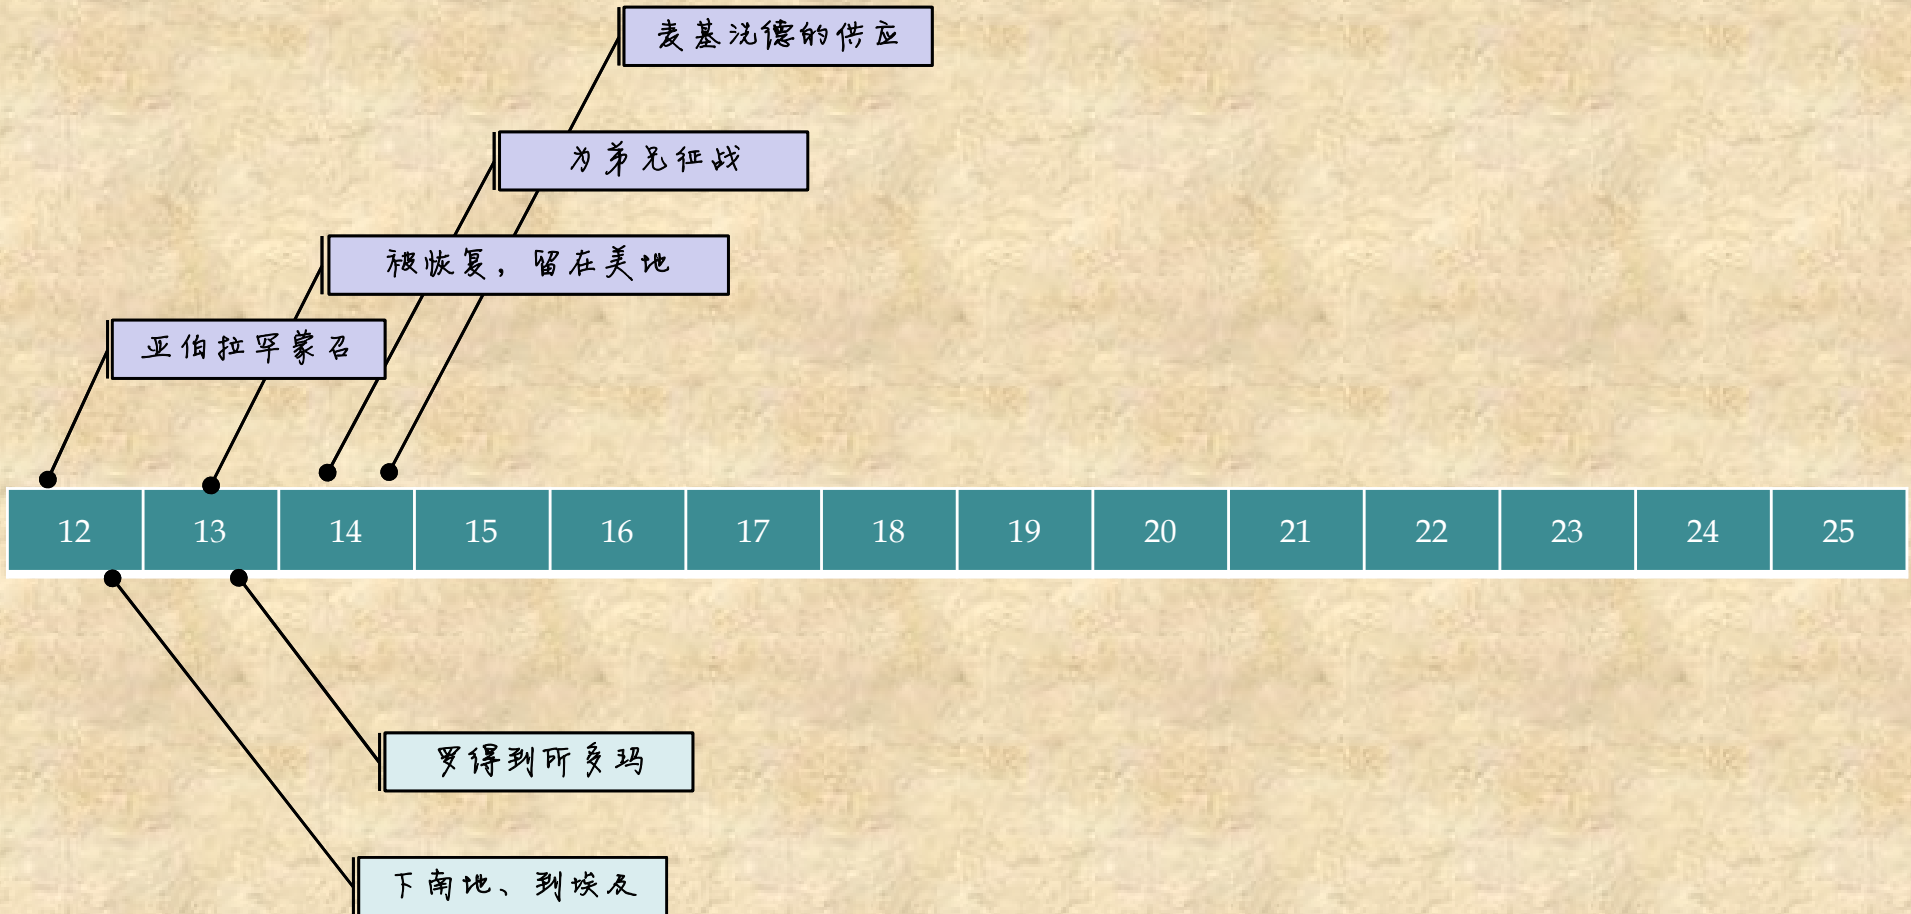 麦基洗德的供应
为弟兄征战
被恢复，留在美地
亚伯拉罕蒙召
12 13 14 15 16 17 18 19 20 21 22 23 24 25
罗得到所多玛
下南地、到埃及